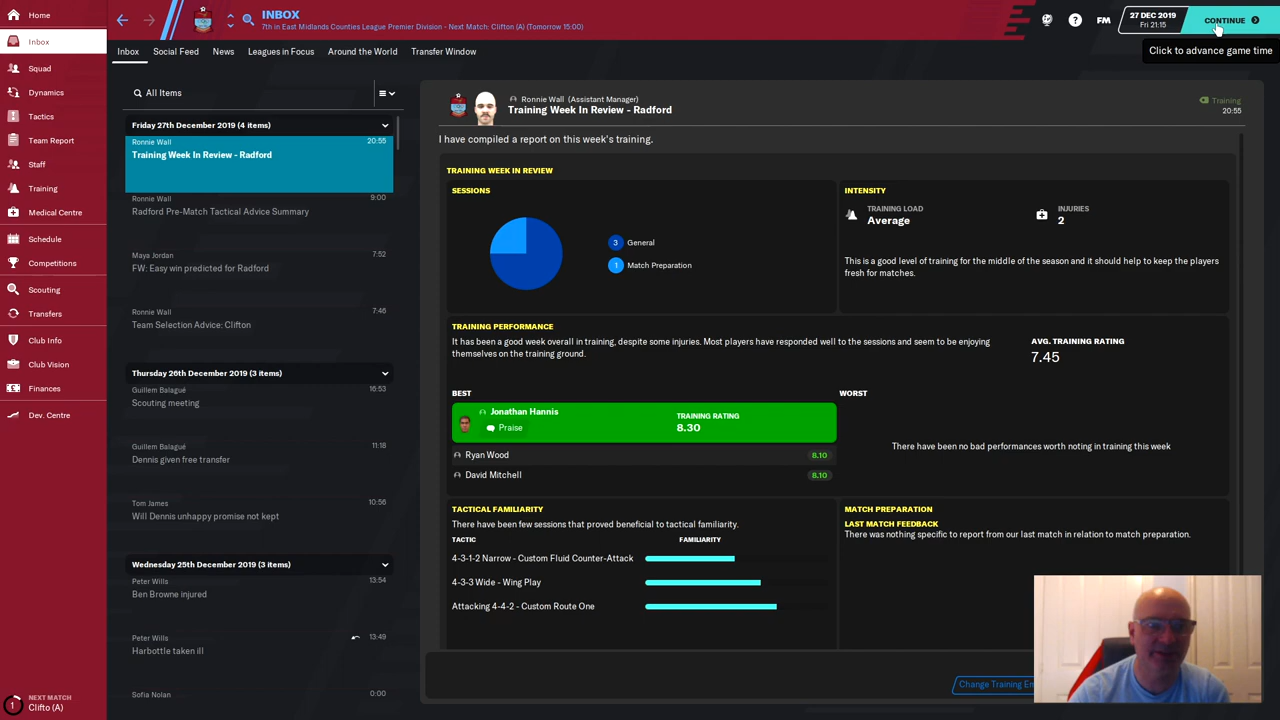 Home
INBOX
7th in East Midlands Counties League Premier Division - Next Match: Clifton (A) (Tomorrow 15:00)
?
FM
27 DEC 2019
Fri 21:15
CONTINUE
Click to advance game time
Inbox
Squad
Dynamics
Tactics
Team Report
Staff
Training
Medical Centre
Schedule
Competitions
Scouting
Transfers
Club Info
Club Vision
Finances
Dev. Centre
1
NEXT MATCH
Clifto (A)
Inbox Social Feed News Leagues in Focus Around the World Transfer Window
All Items
Friday 27th December 2019 (4 items)
Ronnie Wall 20:55
Training Week In Review - Radford
Ronnie Wall 9:00
Radford Pre-Match Tactical Advice Summary
Maya Jordan 7:52
FW: Easy win predicted for Radford
Ronnie Wall 7:46
Team Selection Advice: Clifton
Thursday 26th December 2019 (3 items)
Guillem Balagué 16:53
Scouting meeting
Guillem Balagué 11:18
Dennis given free transfer
Tom James 10:56
Will Dennis unhappy promise not kept
Wednesday 25th December 2019 (3 items)
Peter Wills 13:54
Ben Browne injured
Peter Wills 13:49
Harbottle taken ill
Sofia Nolan 0:00
Ronnie Wall (Assistant Manager)
Training Week In Review - Radford
Training
20:55
I have compiled a report on this week's training.
TRAINING WEEK IN REVIEW
SESSIONS
3 General
1 Match Preparation
INTENSITY
TRAINING LOAD
Average
INJURIES
2
This is a good level of training for the middle of the season and it should help to keep the players
fresh for matches.
TRAINING PERFORMANCE
It has been a good week overall in training, despite some injuries. Most players have responded well to the sessions and seem to be enjoying
themselves on the training ground.
AVG. TRAINING RATING
7.45
BEST
Jonathan Hannis
Praise
TRAINING RATING
8.30
Ryan Wood 8.10
David Mitchell 8.10
WORST
There have been no bad performances worth noting in training this week
TACTICAL FAMILIARITY
There have been few sessions that proved beneficial to tactical familiarity.
TACTIC FAMILIARITY
4-3-1-2 Narrow - Custom Fluid Counter-Attack
4-3-3 Wide - Wing Play
Attacking 4-4-2 - Custom Route One
MATCH PREPARATION
LAST MATCH FEEDBACK
There was nothing specific to report from our last match in relation to match preparation.
Change Training